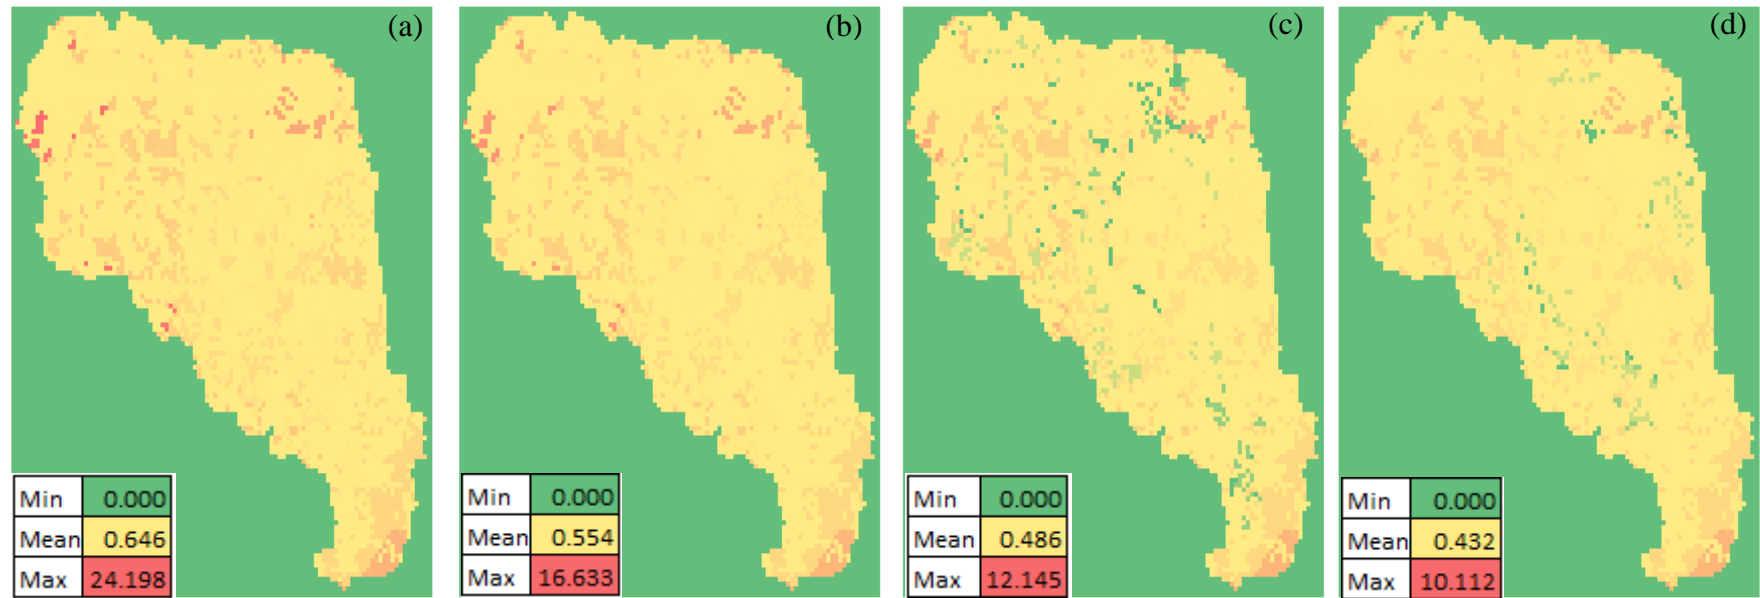 (a)
(b)
(c)
(d)
Min 0.000
Mean 0.646
Max 24.198
Min 0.000
Mean 0.554
Max 16.633
Min 0.000
Mean 0.486
Max 12.145
Min 0.000
Mean 0.432
Max 10.112